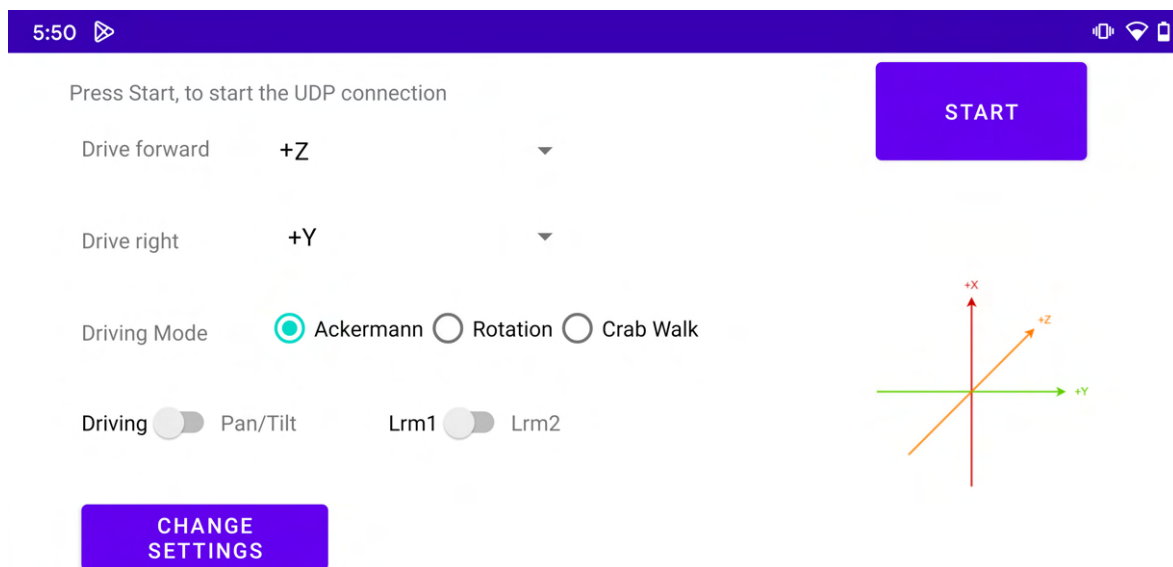 5:50
Press Start, to start the UDP connection
START
Drive forward +Z
Drive right +Y
+X
+Z
Driving Mode Ackermann Rotation Crab Walk
+Y
Driving Pan/Tilt Lrm1 Lrm2
CHANGE
SETTINGS